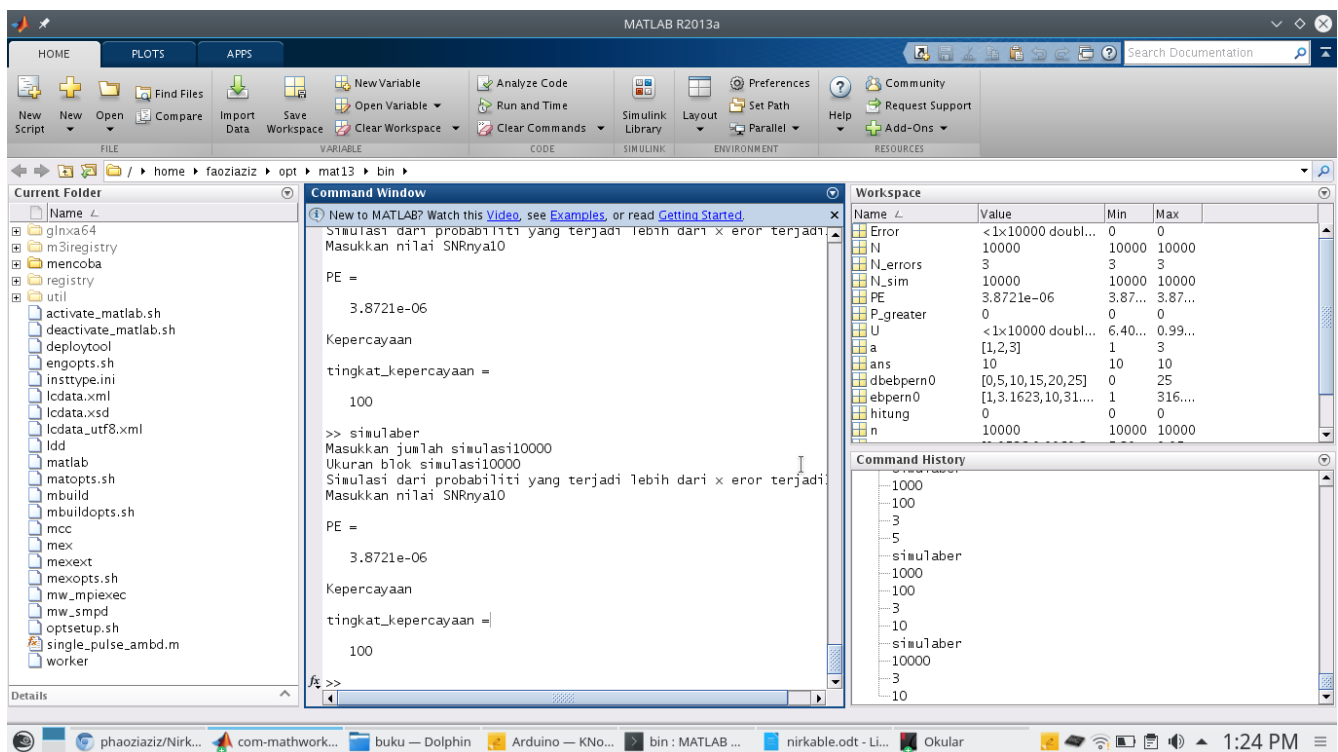 MATLAB R2013a
HOME PLOTS APPS Search Documentation
New Script New Open Find Files Compare Import Data Save Workspace New Variable Open Variable Clear Workspace Analyze Code Run and Time Clear Commands Simulink Library Layout Preferences Set Path Parallel Help Community Request Support Add-Ons
FILE VARIABLE CODE SIMULINK ENVIRONMENT RESOURCES
/ home faoziaziz opt mat13 bin
Current Folder
Name
glnxa64
m3iregistry
mencoba
registry
util
activate_matlab.sh
deactivate_matlab.sh
deploytool
engopts.sh
insttype.ini
lcdata.xml
lcdata.xsd
lcdata_utf8.xml
ldd
matlab
matopts.sh
mbuild
mbuildopts.sh
mcc
mex
mexext
mexopts.sh
mw_mpiexec
mw_smpd
optsetup.sh
single_pulse_ambd.m
worker
Details
Command Window
New to MATLAB? Watch this Video, see Examples, or read Getting Started.
Simulasi dari probabiliti yang terjadi lebih dari x eror terjadi
Masukkan nilai SNRnya10
PE =
3.8721e-06
Kepercayaan
tingkat_kepercayaan =
100
>> simulaber
Masukkan jumlah simulasi10000
Ukuran blok simulasi10000
Simulasi dari probabiliti yang terjadi lebih dari x eror terjadi
Masukkan nilai SNRnya10
PE =
3.8721e-06
Kepercayaan
tingkat_kepercayaan =
100
fx >>
Workspace
Name Value Min Max
Error <1x10000 doubl... 0 0
N 10000 10000 10000
N_errors 3 3 3
N_sim 10000 10000 10000
PE 3.8721e-06 3.87... 3.87...
P_greater 0 0 0
U <1x10000 doubl... 6.40... 0.99...
a [1,2,3] 1 3
ans 10 10 10
dbebpern0 [0,5,10,15,20,25] 0 25
ebpern0 [1,3.1623,10,31.... 1 316....
hitung 0 0 0
n 10000 10000 10000
Command History
simulaber
1000
100
3
5
simulaber
1000
100
3
10
simulaber
10000
3
10
phaoziaziz/Nirk... com-mathwork... buku — Dolphin Arduino — KNo... bin : MATLAB ... nirkable.odt - Li... Okular 1:24 PM